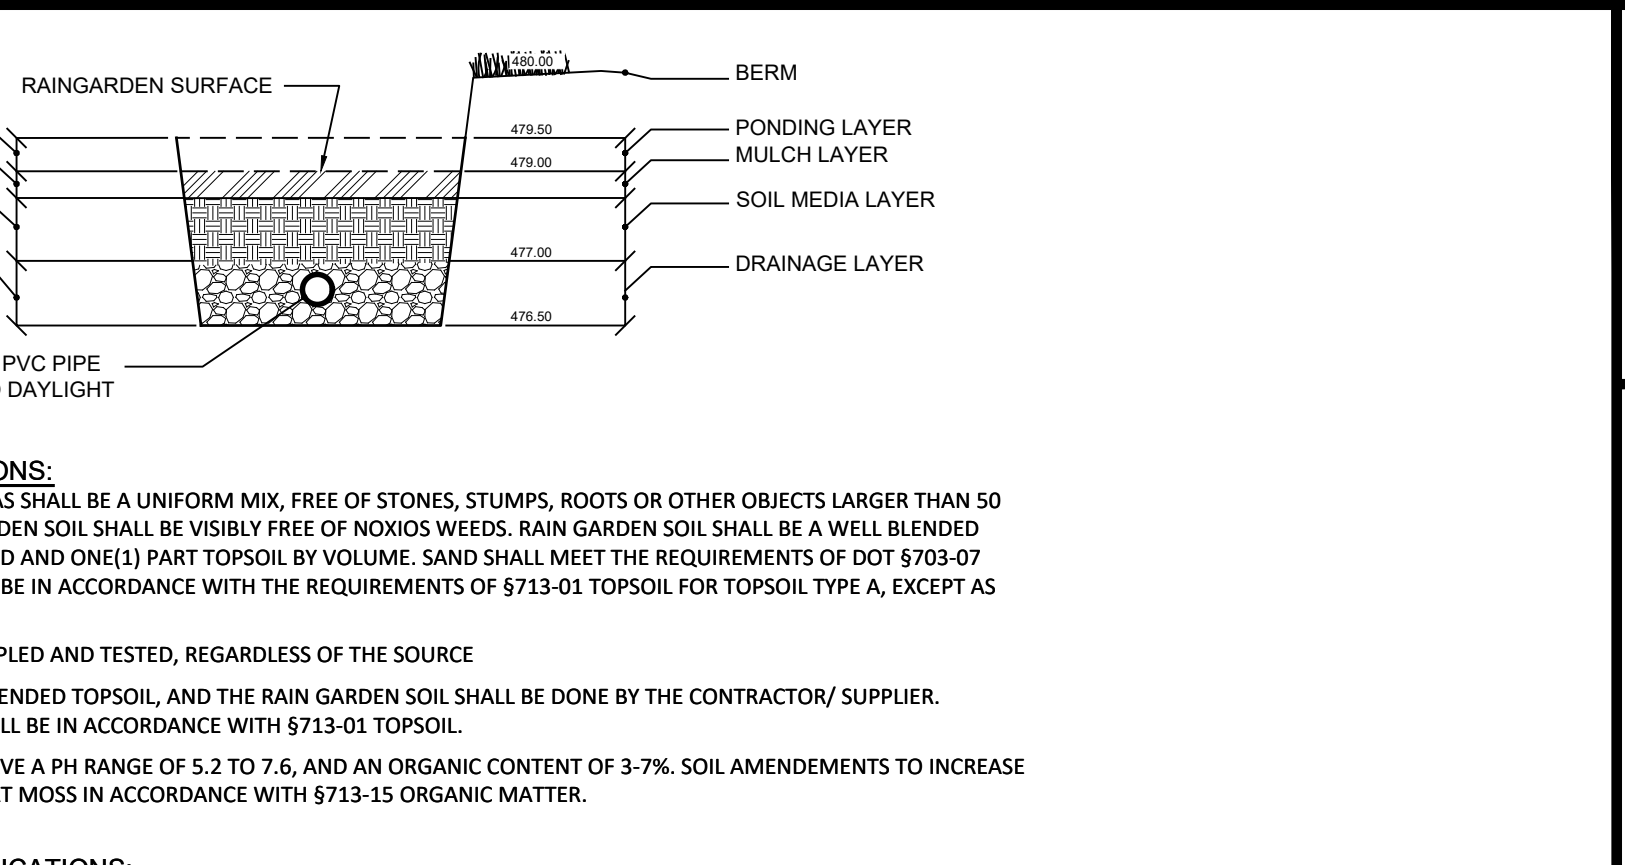 480.00
BERM
RAINGARDEN SURFACE
479.50
PONDING LAYER
479.00
MULCH LAYER
SOIL MEDIA LAYER
477.00
DRAINAGE LAYER
476.50
PVC PIPE
DAYLIGHT
ONS:
AS SHALL BE A UNIFORM MIX, FREE OF STONES, STUMPS, ROOTS OR OTHER OBJECTS LARGER THAN 50
DEN SOIL SHALL BE VISIBLY FREE OF NOXIOS WEEDS. RAIN GARDEN SOIL SHALL BE A WELL BLENDED
D AND ONE(1) PART TOPSOIL BY VOLUME. SAND SHALL MEET THE REQUIREMENTS OF DOT §703-07
BE IN ACCORDANCE WITH THE REQUIREMENTS OF §713-01 TOPSOIL FOR TOPSOIL TYPE A, EXCEPT AS
PLED AND TESTED, REGARDLESS OF THE SOURCE
ENDED TOPSOIL, AND THE RAIN GARDEN SOIL SHALL BE DONE BY THE CONTRACTOR/ SUPPLIER.
LL BE IN ACCORDANCE WITH §713-01 TOPSOIL.
VE A PH RANGE OF 5.2 TO 7.6, AND AN ORGANIC CONTENT OF 3-7%. SOIL AMENDEMENTS TO INCREASE
T MOSS IN ACCORDANCE WITH §713-15 ORGANIC MATTER.